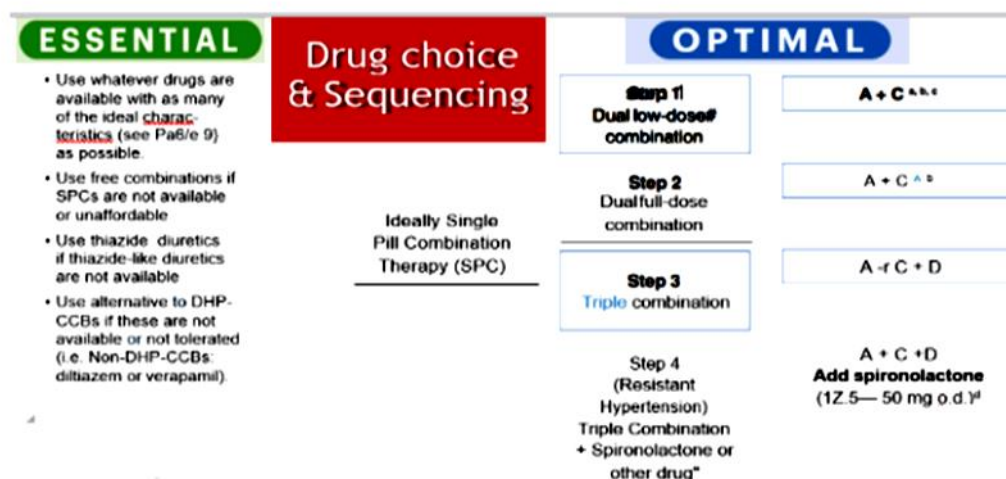 ESSENTIAL
• Use whatever drugs are
available with as many
of the ideal charac-
teristics (see Pa6/e 9}
as possible.
• Use free combinations if
SPCs are not available
or unaffordable
• Use thiazide diuretics
if thiazide-like diuretics
are not available
• Use alternative to DHP-
CCBs if these are not
available or not tolerated
(i.e. Non-DHP-CCBs:
diltiazem or verapamil).
Drug choice
& Sequencing
Ideally Single
Pill Combination
Therapy (SPC)
OPTIMAL
Step 1
Dual low-dose#
combination
A + C a, b, c
Step 2
Dualfull-dose
combination
A + C A b
Step 3
Triple combination
A -r C + D
Step 4
(Resistant
Hypertension)
Triple Combination
+ Spironolactone or
other drug"
A + C +D
Add spironolactone
(1Z.5— 50 mg o.d.)d